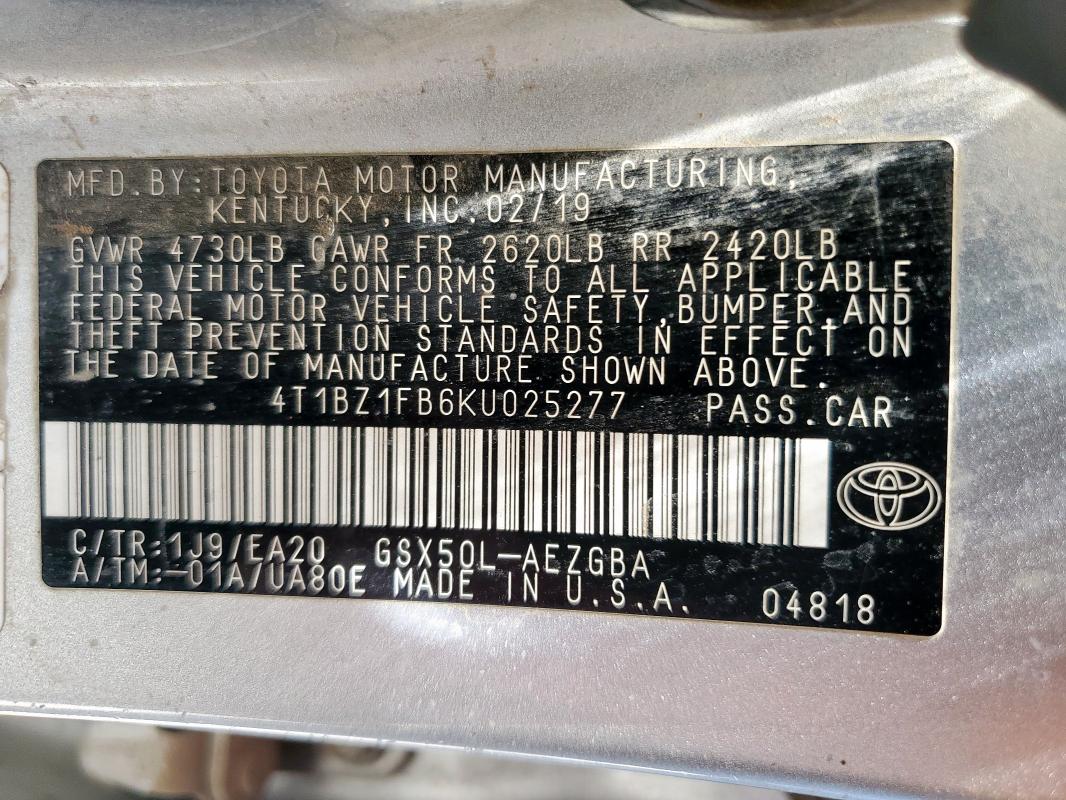 MFD.BY:TOYOTA MOTOR MANUFACTURING,
KENTUCKY,INC.02/19
GVWR 4730LB GAWR FR 2620LB RR 2420LB
THIS VEHICLE CONFORMS TO ALL APPLICABLE
FEDERAL MOTOR VEHICLE SAFETY,BUMPER,AND
THEFT PREVENTION STANDARDS IN EFFECT ON
THE DATE OF MANUFACTURE SHOWN ABOVE.
4T1BZ1FB6KU025277 PASS.CAR
C/TR:1J9/EA20 GSX50L-AEZGBA
A/TM:-01A/UA80E MADE IN U.S.A. 04818